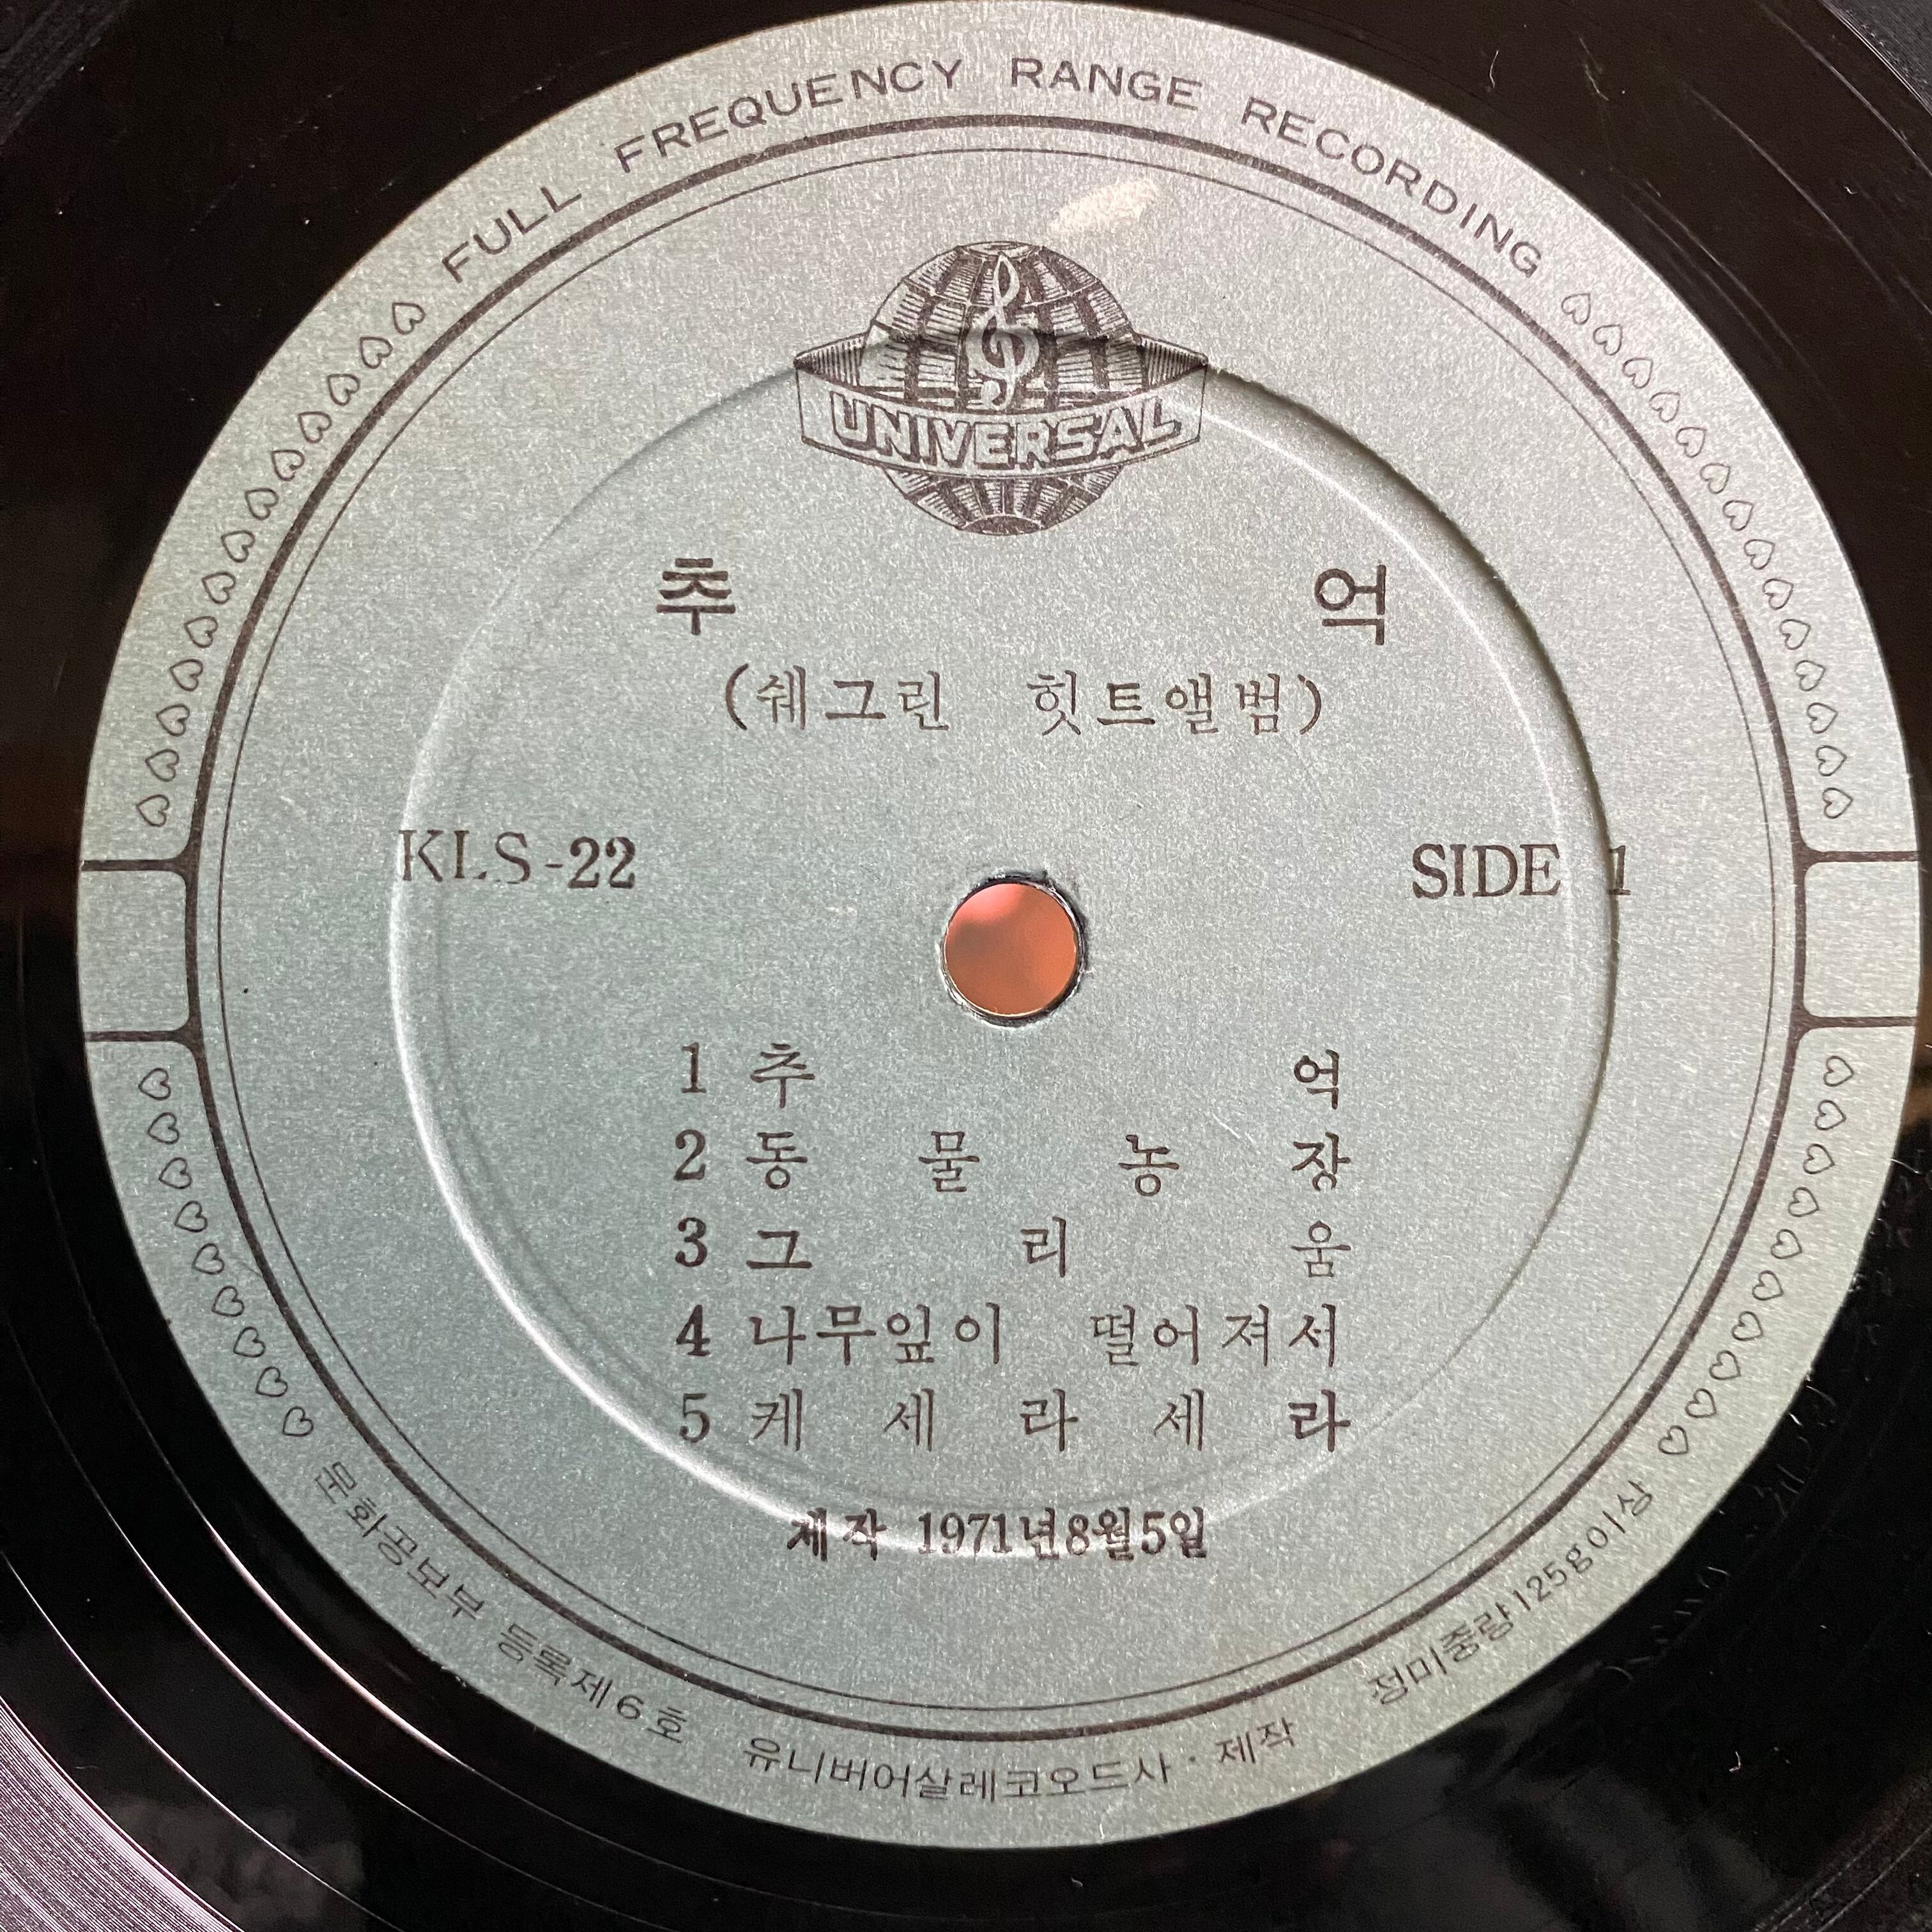 FULL FREQUENCY RANGE RECORDING
UNIVERSAL
추 억
(쉐그린 힛트앨범)
KLS-22
SIDE 1
1 추 억
2 동 물 농 장
3 그 리 움
4 나무잎이 떨어져서
5 케 세 라 세 라
제작 1971년8월5일
문화공보부 등록제6호 유니버어살레코오드사·제작 정미중량125g이상